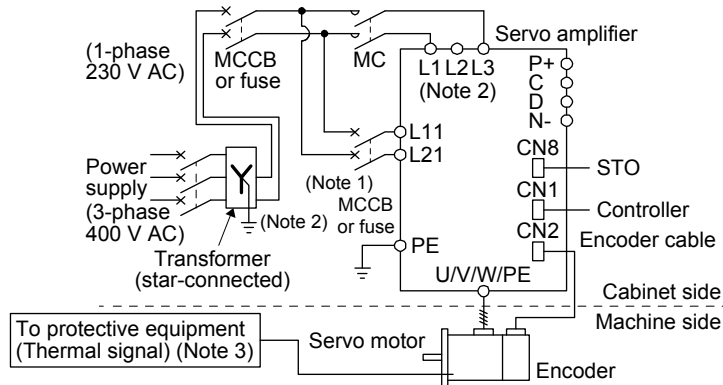 Servo amplifier
(1-phase
230 V AC)
MCCB
or fuse
MC
L1 L2 L3
(Note 2)
P+
C
D
N-
L11
L21
CN8
STO
Power
supply
(3-phase
400 V AC)
(Note 2)
(Note 1)
MCCB
or fuse
CN1
Controller
CN2
Encoder cable
Transformer
(star-connected)
PE
U/V/W/PE
Cabinet side
Machine side
To protective equipment
(Thermal signal) (Note 3)
Servo motor
Encoder